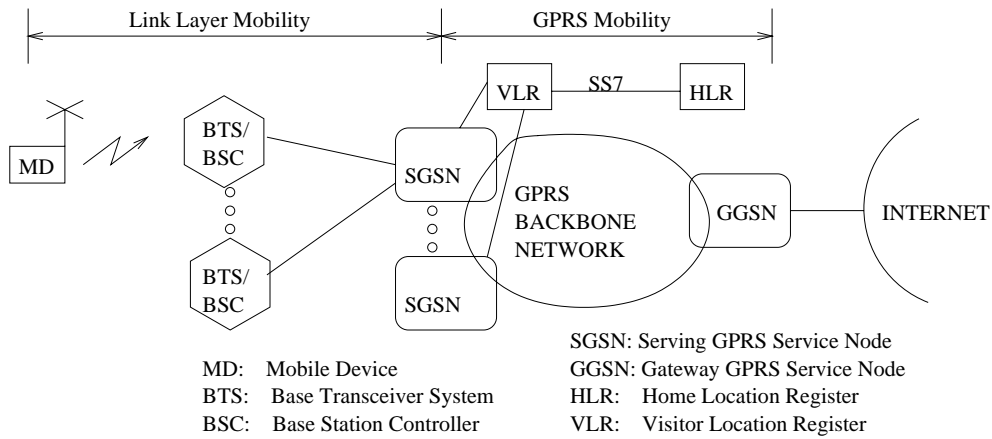 Link Layer Mobility
GPRS Mobility
VLR
SS7
HLR
BTS/
BSC
MD
SGSN
GPRS
BACKBONE
NETWORK
GGSN
INTERNET
BTS/
BSC
SGSN
MD: Mobile Device
BTS: Base Transceiver System
BSC: Base Station Controller
SGSN: Serving GPRS Service Node
GGSN: Gateway GPRS Service Node
HLR: Home Location Register
VLR: Visitor Location Register